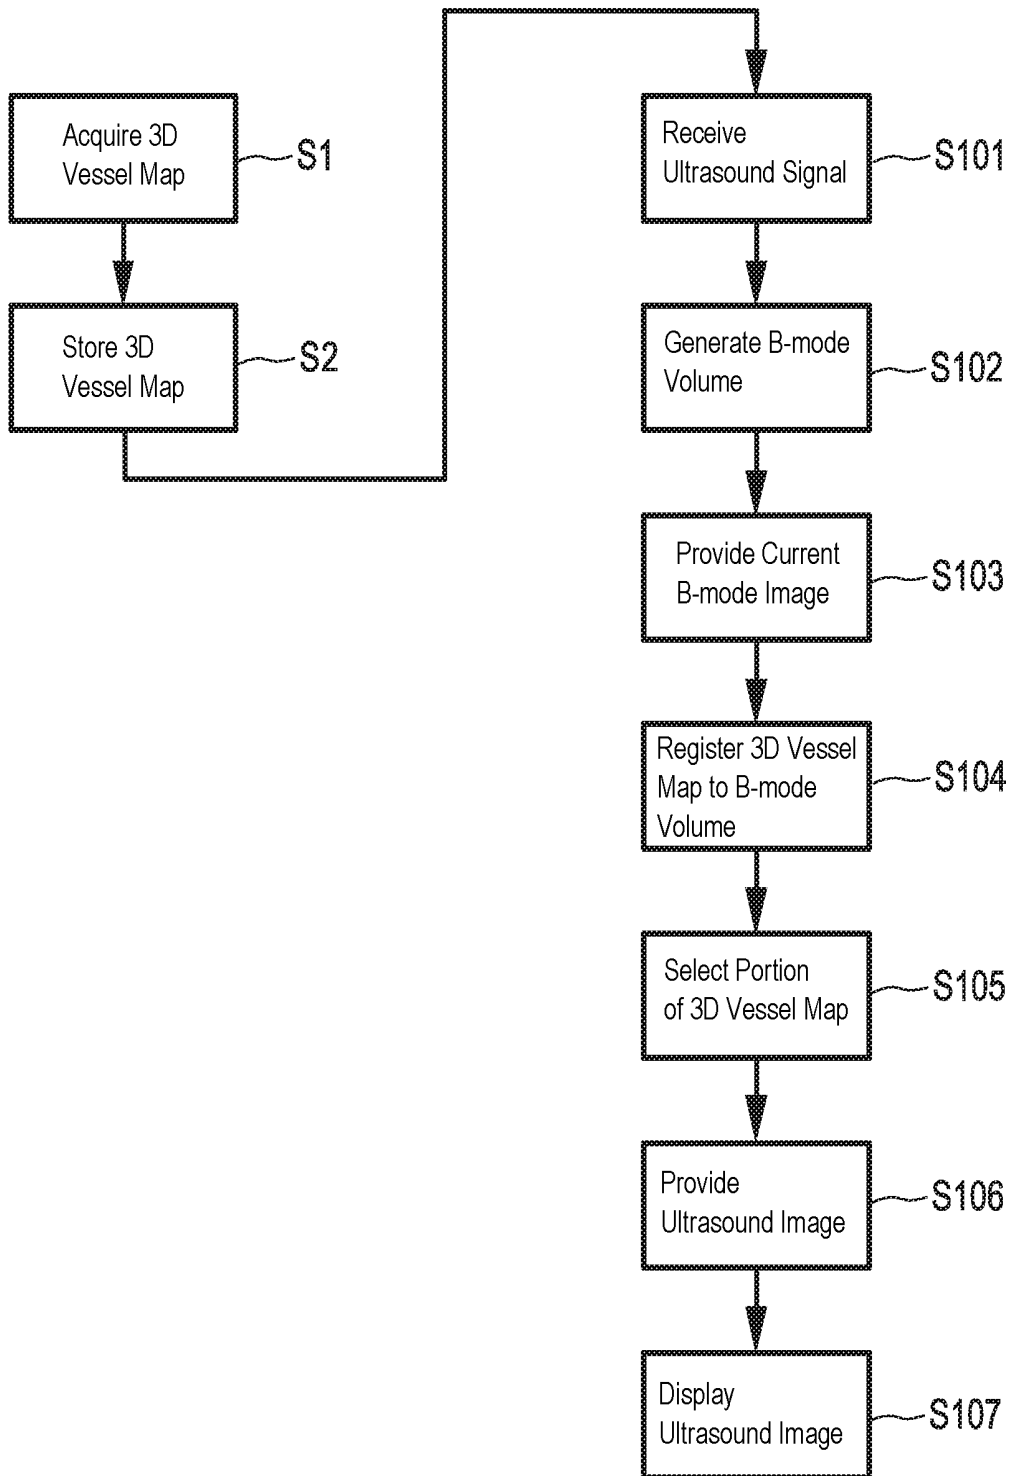 Acquire 3D
Vessel Map
S1
Store 3D
Vessel Map
S2
Receive
Ultrasound Signal
S101
Generate B-mode
Volume
S102
Provide Current
B-mode Image
S103
Register 3D Vessel
Map to B-mode
Volume
S104
Select Portion
of 3D Vessel Map
S105
Provide
Ultrasound Image
S106
Display
Ultrasound Image
S107